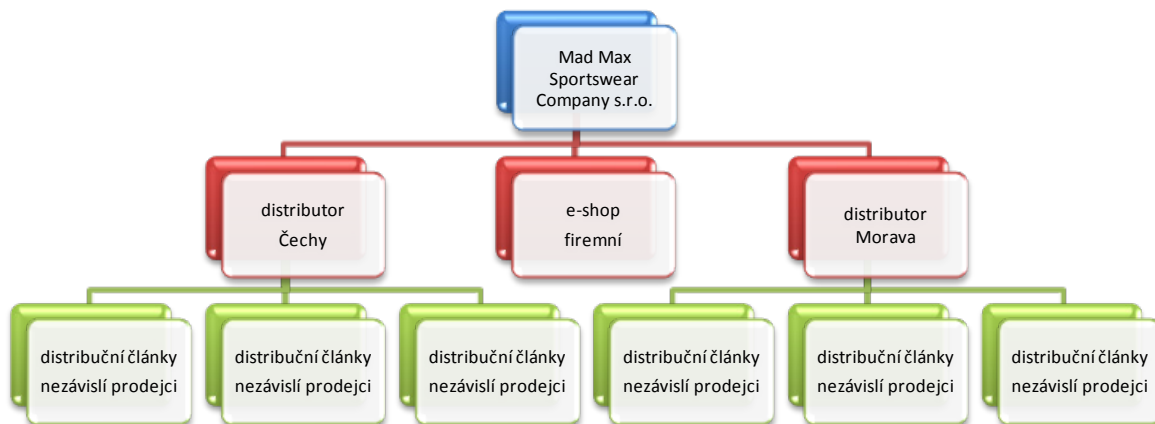 Mad Max
Sportswear
Company s.r.o.
distributor
Čechy
e-shop
firemní
distributor
Morava
distribuční články
nezávislí prodejci
distribuční články
nezávislí prodejci
distribuční články
nezávislí prodejci
distribuční články
nezávislí prodejci
distribuční články
nezávislí prodejci
distribuční články
nezávislí prodejci